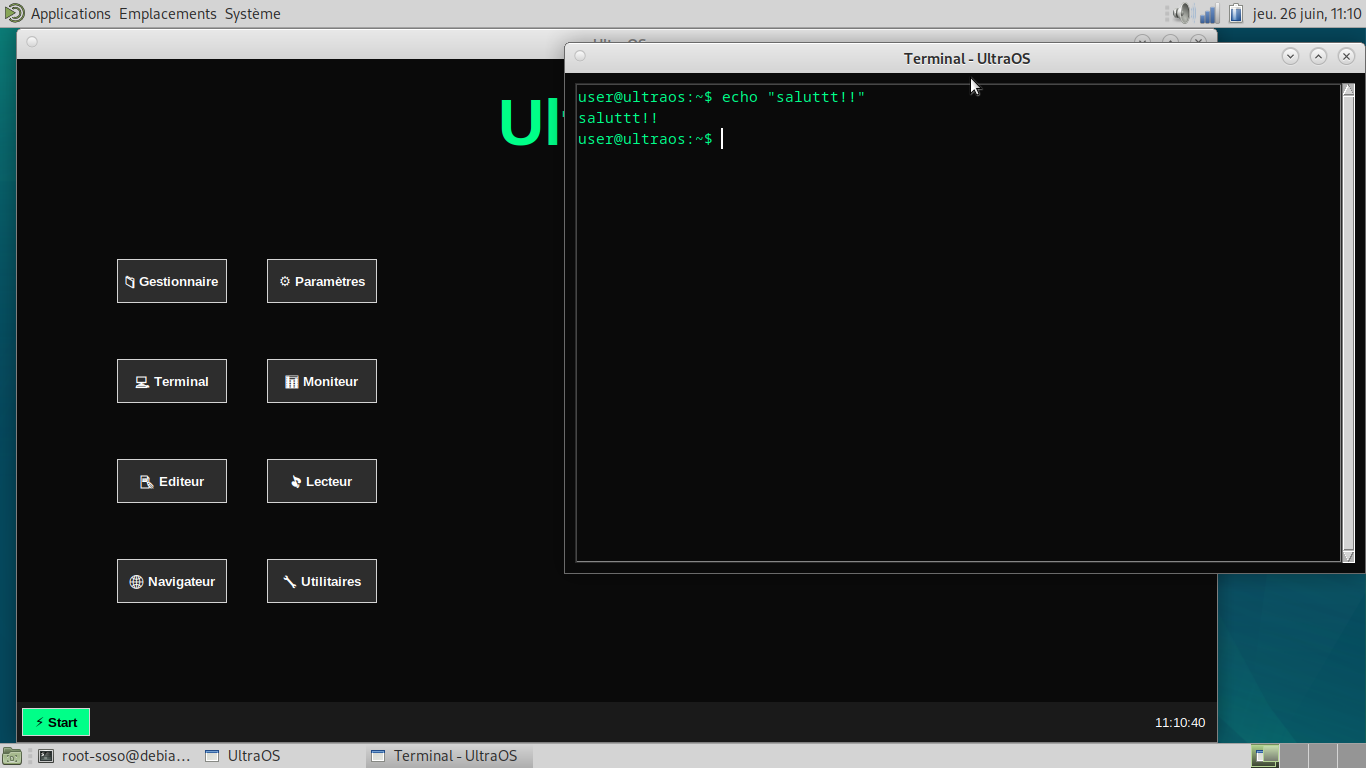 Applications Emplacements Système
jeu. 26 juin, 11:10
Terminal - UltraOS
user@ultraos:~$ echo "saluttt!!"
saluttt!!
user@ultraos:~$
Gestionnaire
Paramètres
Terminal
Moniteur
Editeur
Lecteur
Navigateur
Utilitaires
Start
11:10:40
root-soso@debia...
UltraOS
Terminal - UltraOS